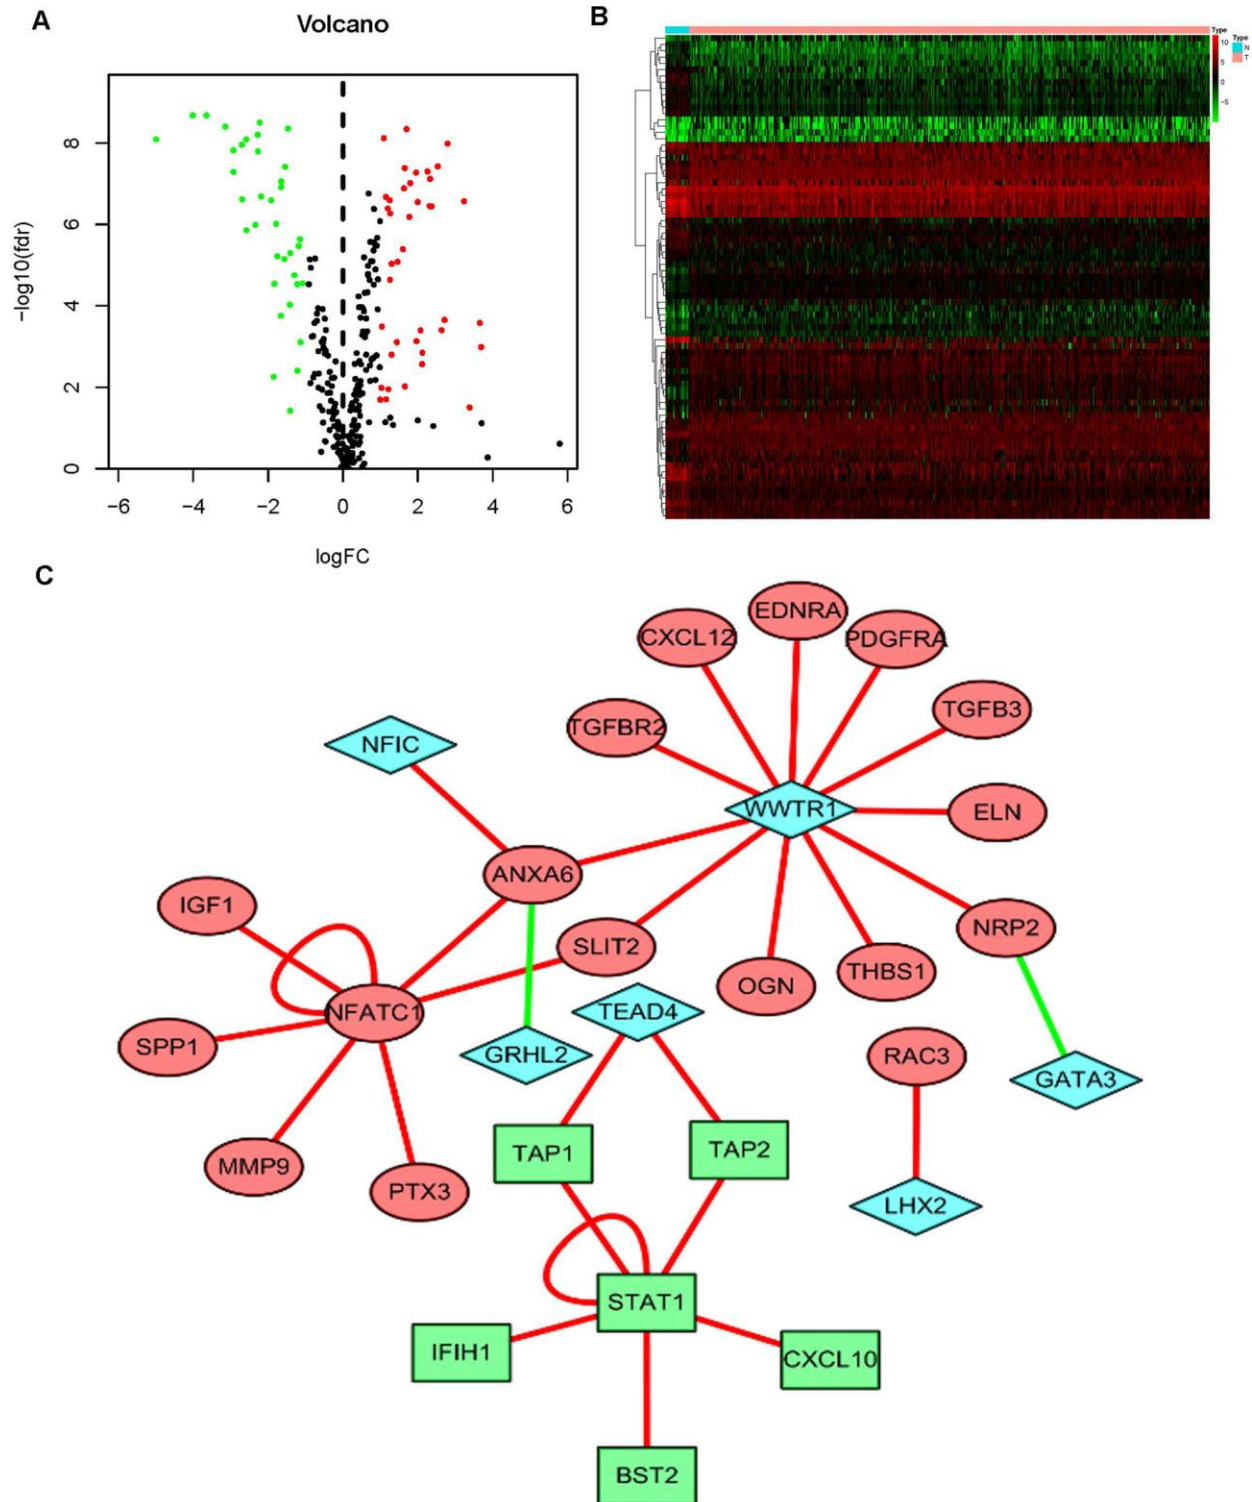 A
Volcano
−log10(fdr)
8
6
4
2
0
−6
−4
−2
0
2
4
6
logFC
B
Type
10
5
0
−5
Type
N
T
C
EDNRA
CXCL12
PDGFRA
TGFB3
TGFBR2
NFIC
WWTR1
ELN
ANXA6
IGF1
NRP2
SLIT2
THBS1
OGN
NFATC1
TEAD4
SPP1
GRHL2
RAC3
GATA3
TAP1
TAP2
MMP9
PTX3
LHX2
STAT1
IFIH1
CXCL10
BST2